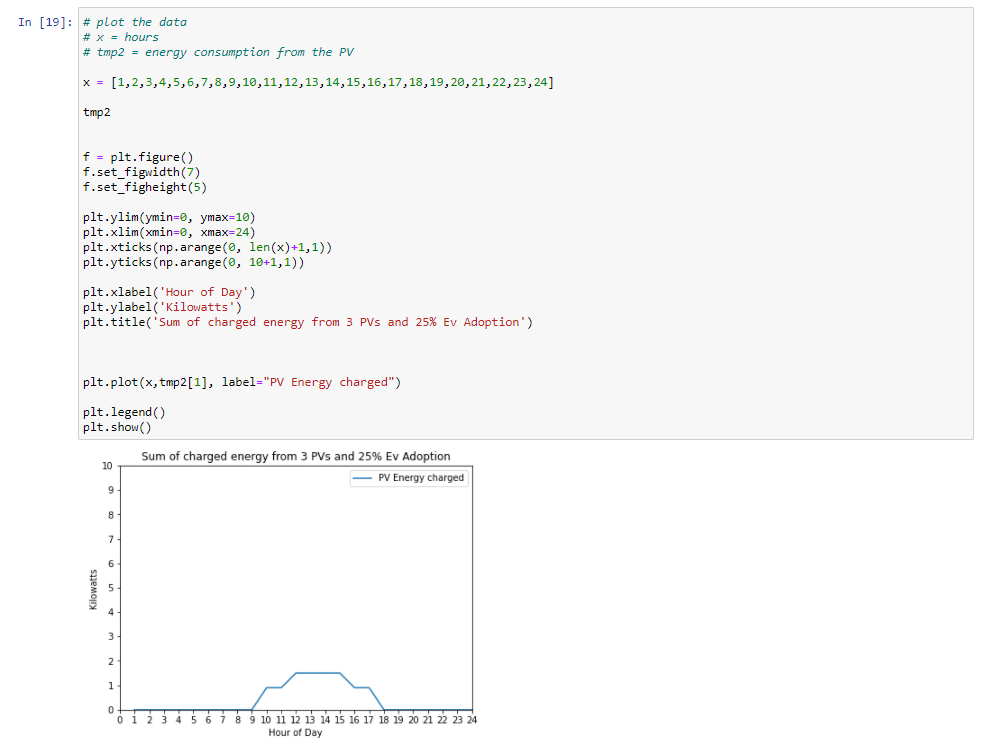 In [19]: # plot the data
# x = hours
# tmp2 = energy consumption from the PV
x = [1,2,3,4,5,6,7,8,9,10,11,12,13,14,15,16,17,18,19,20,21,22,23,24]
tmp2
f = plt.figure()
f.set_figwidth(7)
f.set_figheight(5)
plt.ylim(ymin=0, ymax=10)
plt.xlim(xmin=0, xmax=24)
plt.xticks(np.arange(0, len(x)+1,1))
plt.yticks(np.arange(0, 10+1,1))
plt.xlabel('Hour of Day')
plt.ylabel('Kilowatts')
plt.title('Sum of charged energy from 3 PVs and 25% Ev Adoption')
plt.plot(x,tmp2[1], label="PV Energy charged")
plt.legend()
plt.show()
Sum of charged energy from 3 PVs and 25% Ev Adoption
PV Energy charged
10
9
8
7
6
5
4
3
2
1
0
Kilowatts
0 1 2 3 4 5 6 7 8 9 10 11 12 13 14 15 16 17 18 19 20 21 22 23 24
Hour of Day